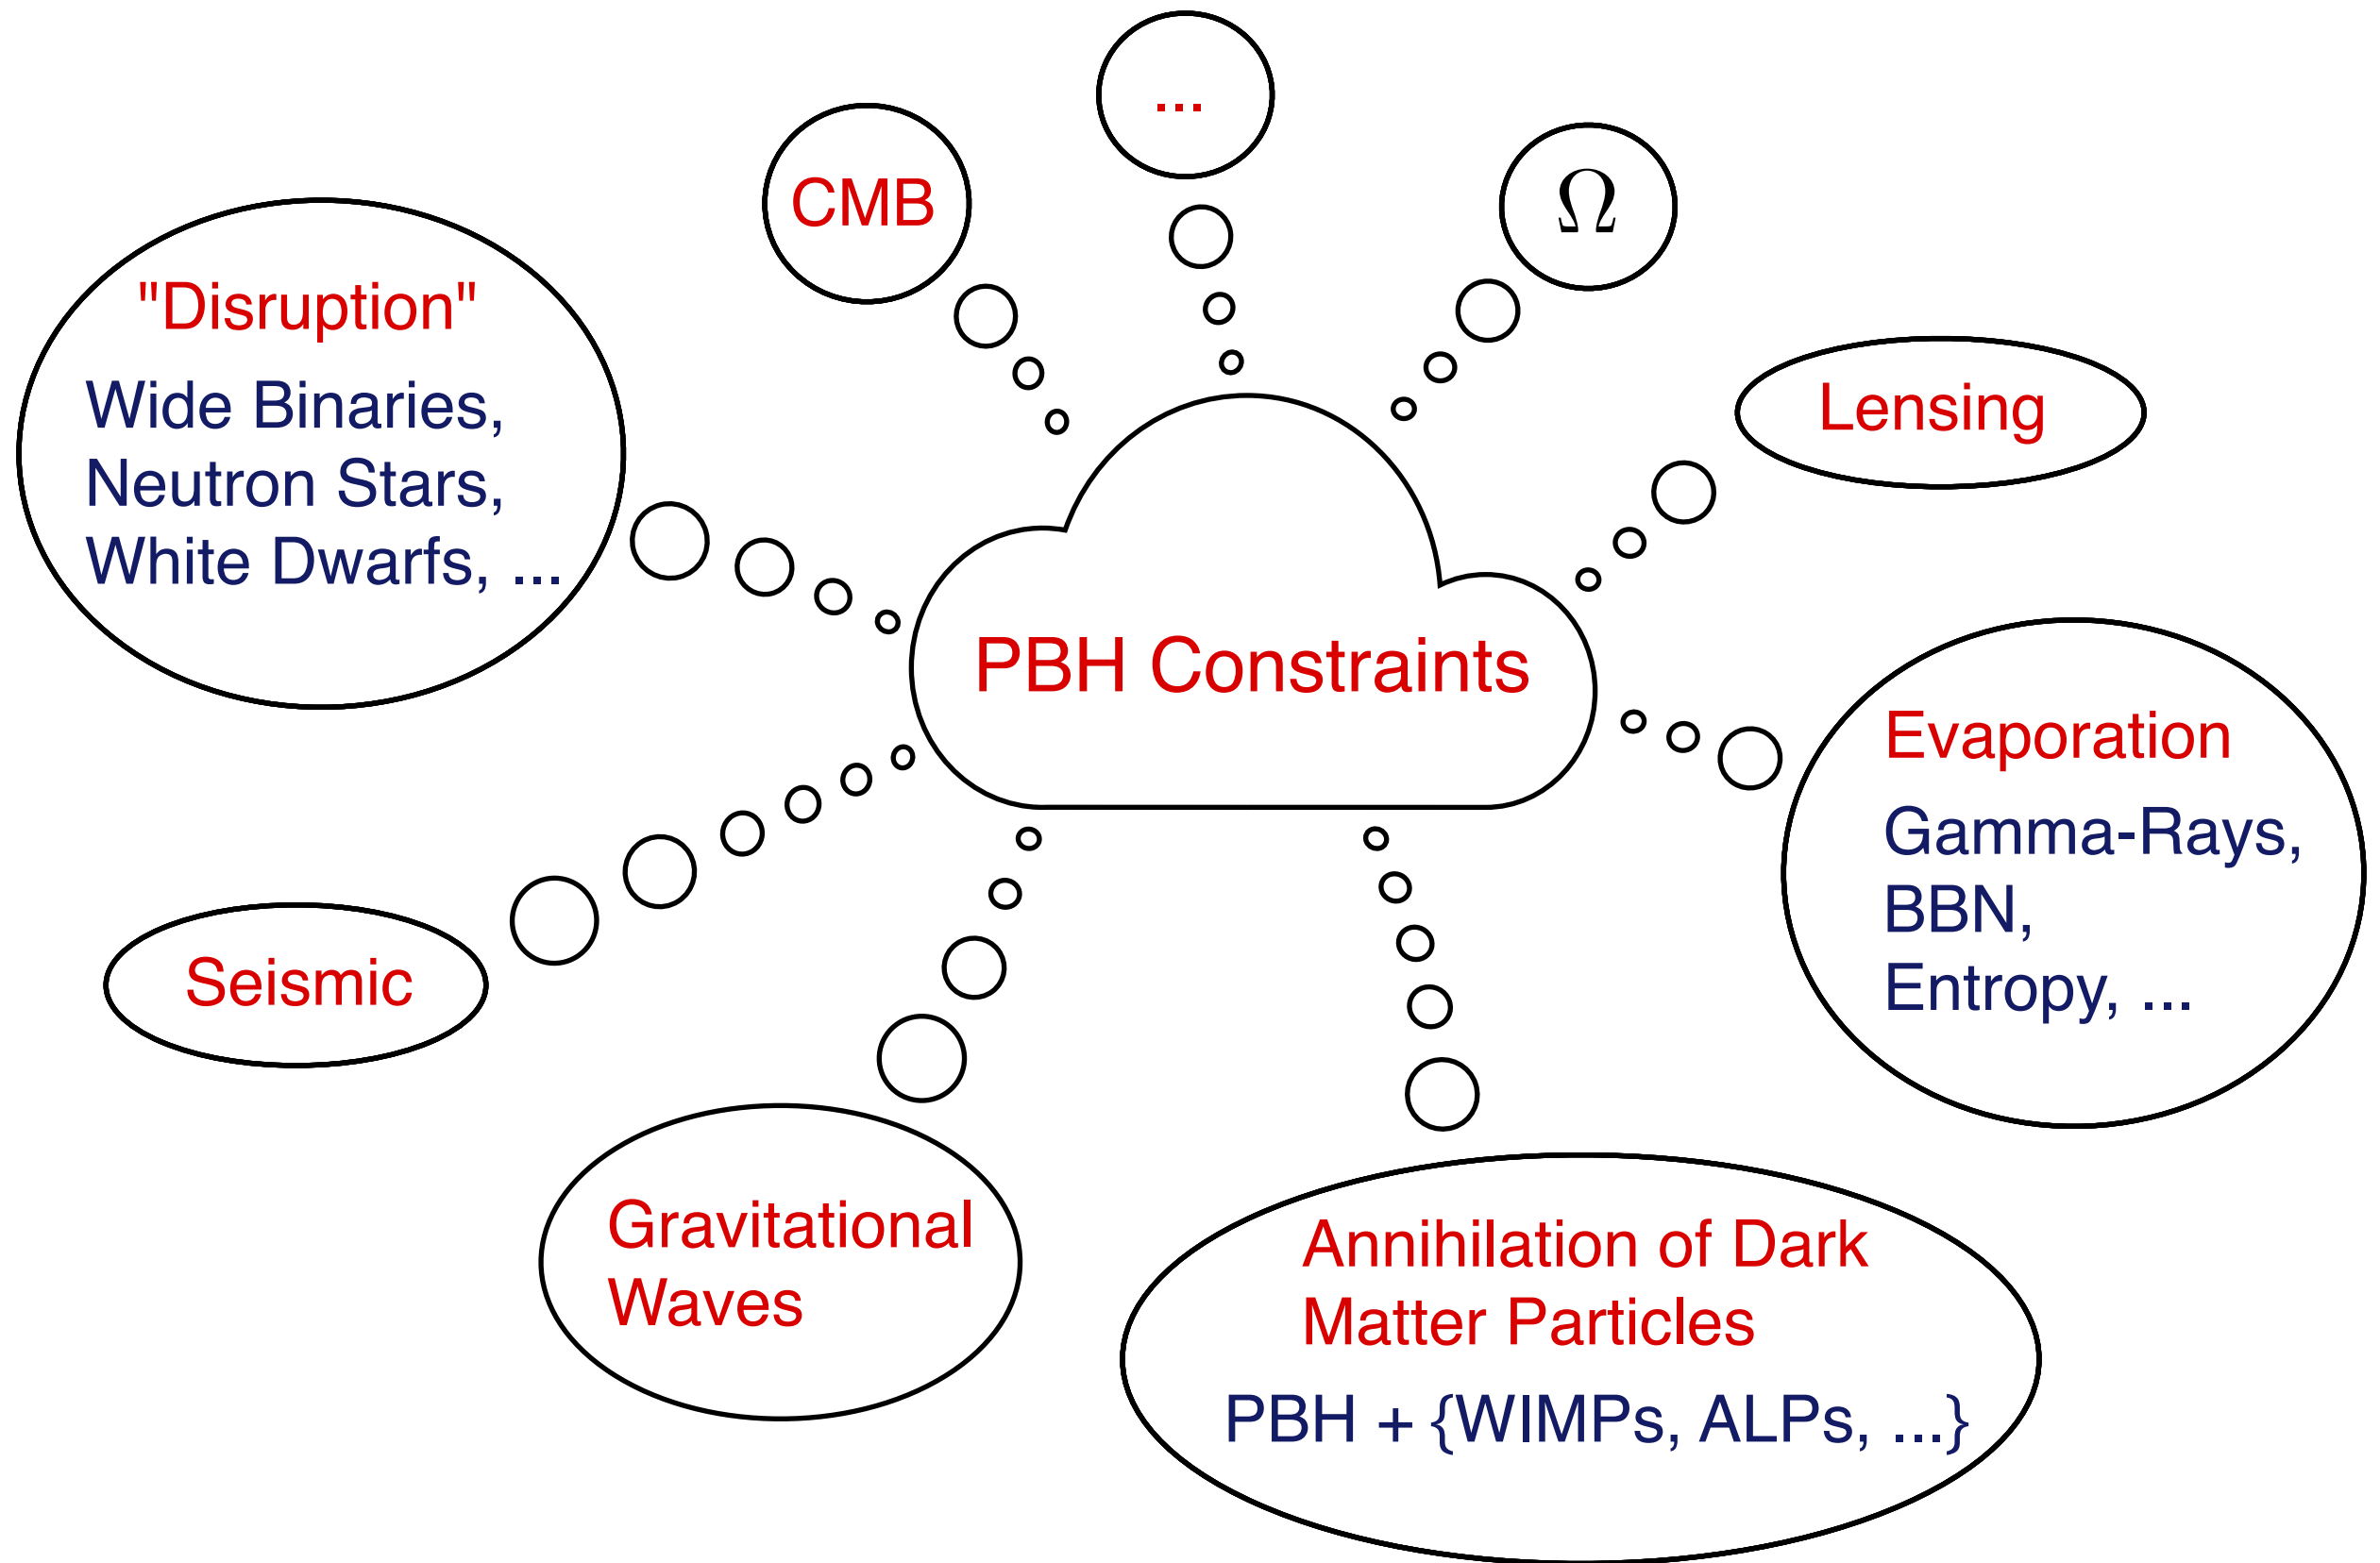 ...
CMB
Ω
"Disruption"
Wide Binaries,
Neutron Stars,
White Dwarfs, ...
Lensing
PBH Constraints
Evaporation
Gamma-Rays,
BBN,
Entropy, ...
Seismic
Gravitational
Waves
Annihilation of Dark
Matter Particles
PBH + {WIMPs, ALPs, ...}